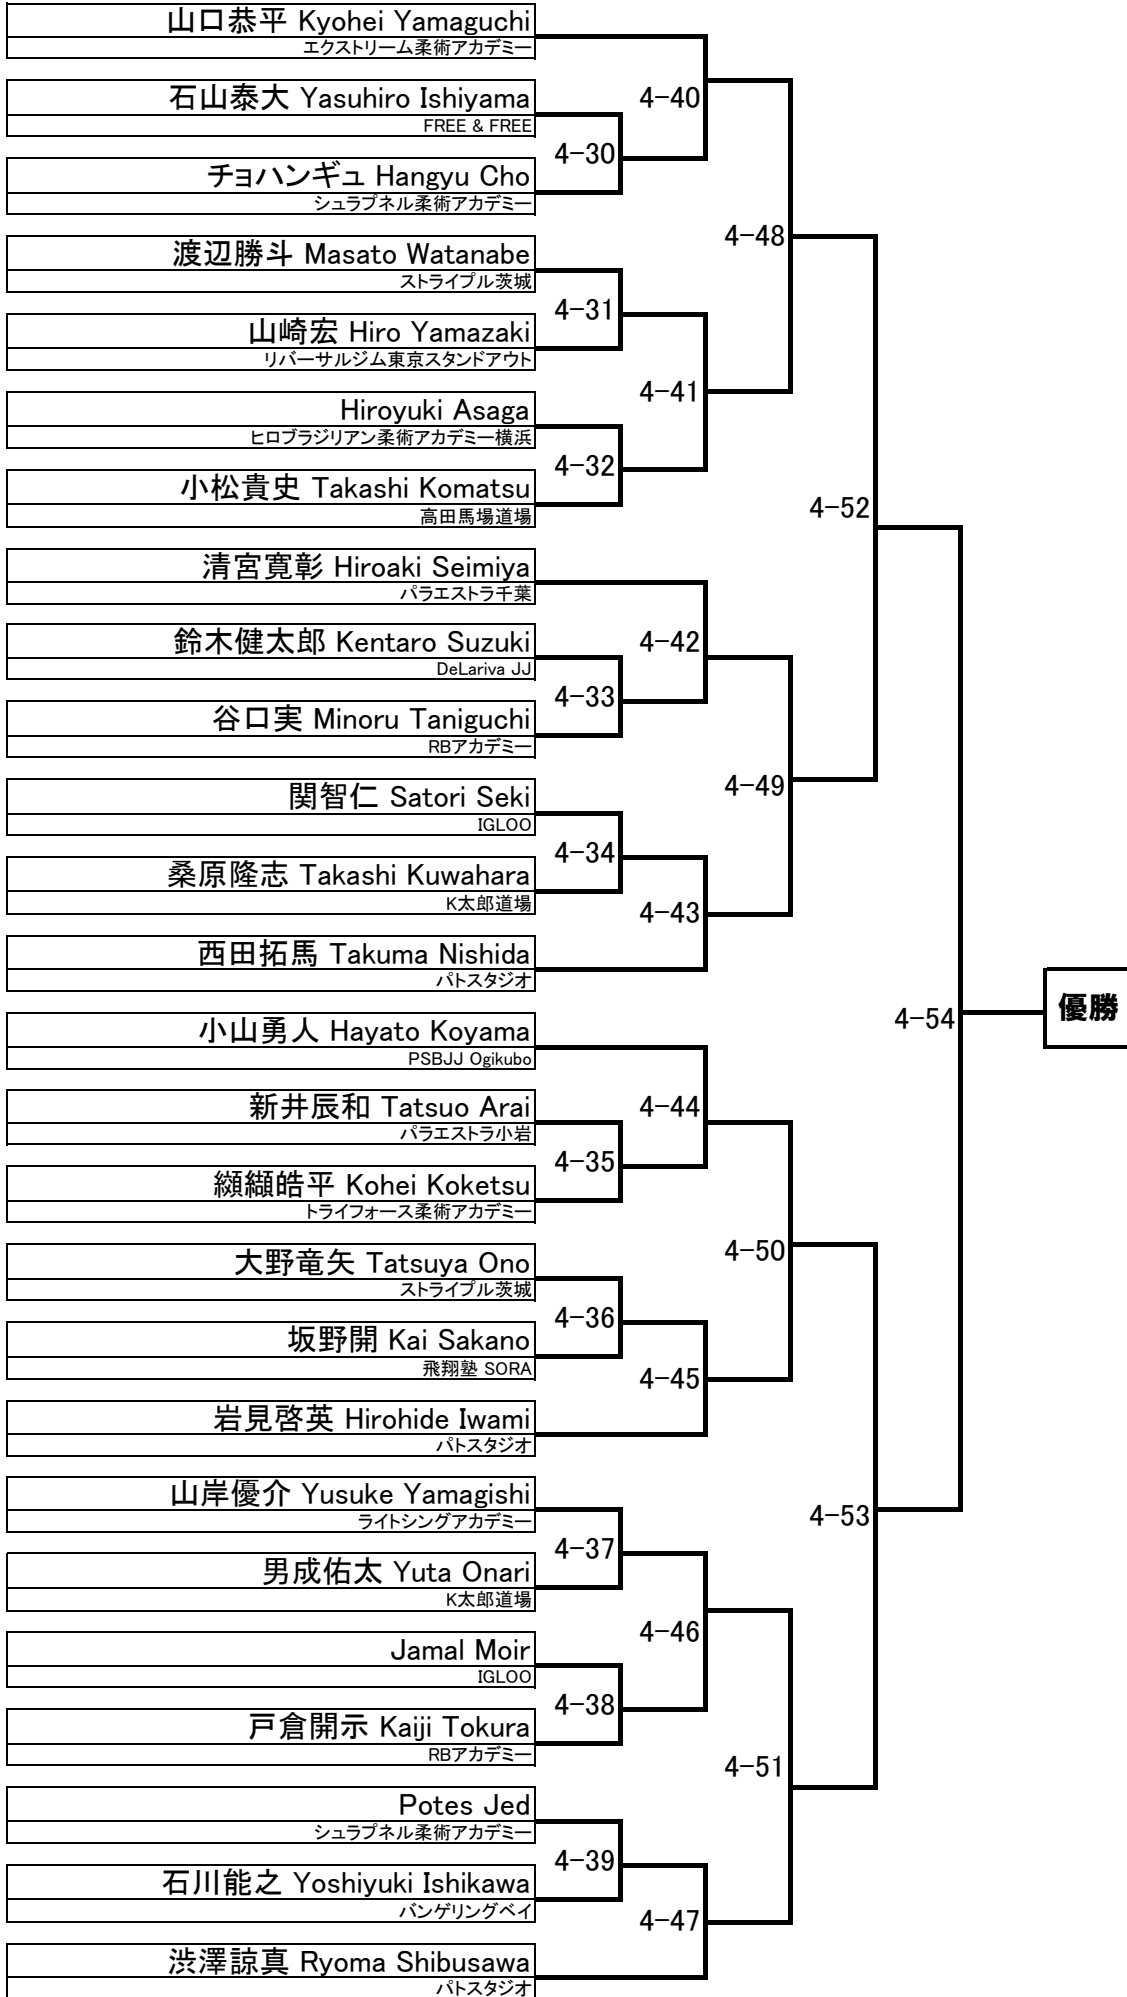 山口恭平 Kyohei Yamaguchi
エクストリーム柔術アカデミー
4-40
石山泰大 Yasuhiro Ishiyama
FREE & FREE
4-30
チョハンギュ Hangyu Cho
シュラプネル柔術アカデミー
4-48
渡辺勝斗 Masato Watanabe
ストライプル茨城
4-31
山崎宏 Hiro Yamazaki
リバーサルジム東京スタンドアウト
4-41
Hiroyuki Asaga
ヒロブラジリアン柔術アカデミー横浜
4-32
小松貴史 Takashi Komatsu
高田馬場道場
4-52
清宮寛彰 Hiroaki Seimiya
パラエストラ千葉
4-42
鈴木健太郎 Kentaro Suzuki
DeLariva JJ
4-33
谷口実 Minoru Taniguchi
RBアカデミー
4-49
関智仁 Satori Seki
IGLOO
4-34
桑原隆志 Takashi Kuwahara
K太郎道場
4-43
西田拓馬 Takuma Nishida
パトスタジオ
優勝
4-54
小山勇人 Hayato Koyama
PSBJJ Ogikubo
4-44
新井辰和 Tatsuo Arai
パラエストラ小岩
4-35
纐纈皓平 Kohei Koketsu
トライフォース柔術アカデミー
4-50
大野竜矢 Tatsuya Ono
ストライプル茨城
4-36
坂野開 Kai Sakano
飛翔塾 SORA
4-45
岩見啓英 Hirohide Iwami
パトスタジオ
4-53
山岸優介 Yusuke Yamagishi
ライトシングアカデミー
4-37
男成佑太 Yuta Onari
K太郎道場
4-46
Jamal Moir
IGLOO
4-38
戸倉開示 Kaiji Tokura
RBアカデミー
4-51
Potes Jed
シュラプネル柔術アカデミー
4-39
石川能之 Yoshiyuki Ishikawa
バンゲリングベイ
4-47
渋澤諒真 Ryoma Shibusawa
パトスタジオ